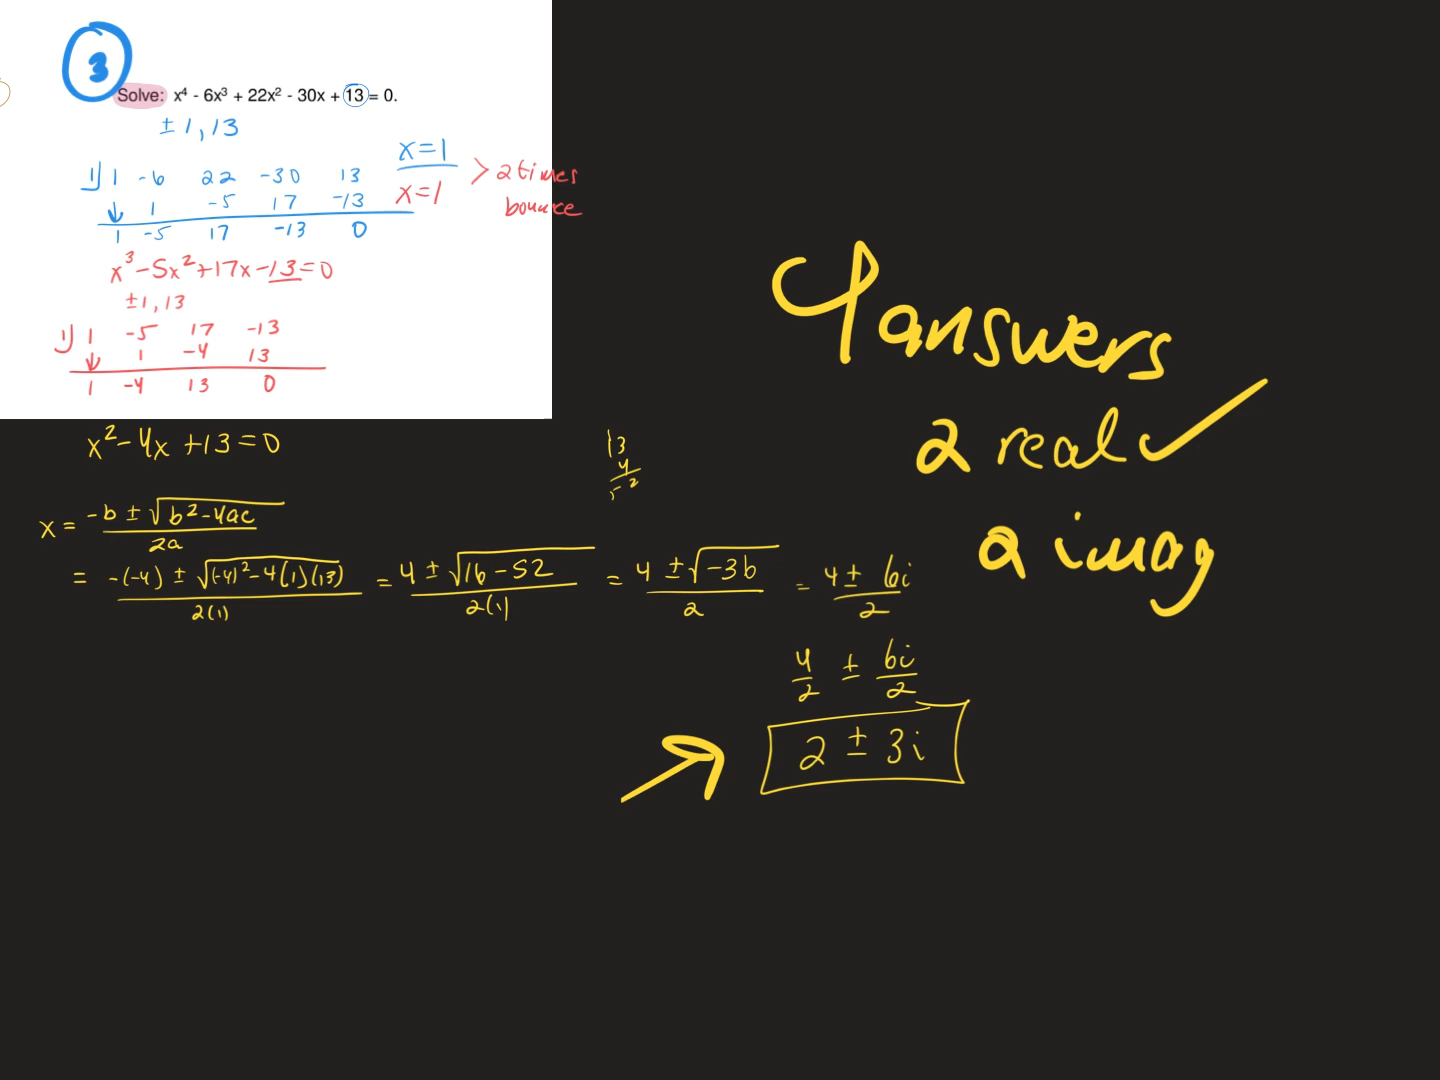 3
Solve: x⁴ - 6x³ + 22x² - 30x + 13 = 0.
± 1, 13
x=1
x=1 > 2 times
bounce
1) 1 -6 22 -30 13
↓ 1 -5 17 -13
1 -5 17 -13 0
x³ - 5x² + 17x - 13 = 0
±1, 13
1) 1 -5 17 -13
↓ 1 -4 13
1 -4 13 0
x² - 4x + 13 = 0
x = (-b ± √(b² - 4ac)) / 2a
= (-(-4) ± √((-4)² - 4(1)(13))) / 2(1) = (4 ± √(16 - 52)) / 2(1) = (4 ± √(-36)) / 2 = (4 ± 6i) / 2
4/2 ± 6i/2
2 ± 3i
13
4
4 answers
2 real ✓
2 imag